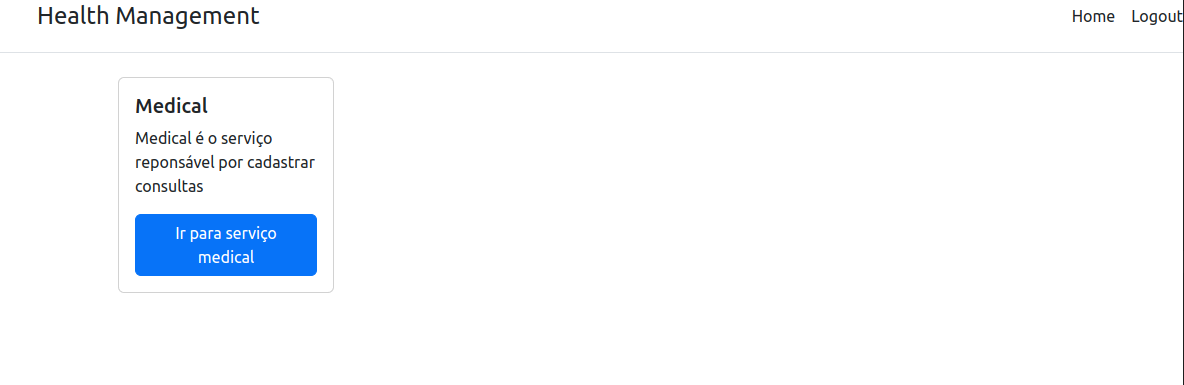 Health Management
Home Logout
Medical
Medical é o serviço
reponsável por cadastrar
consultas
Ir para serviço
medical